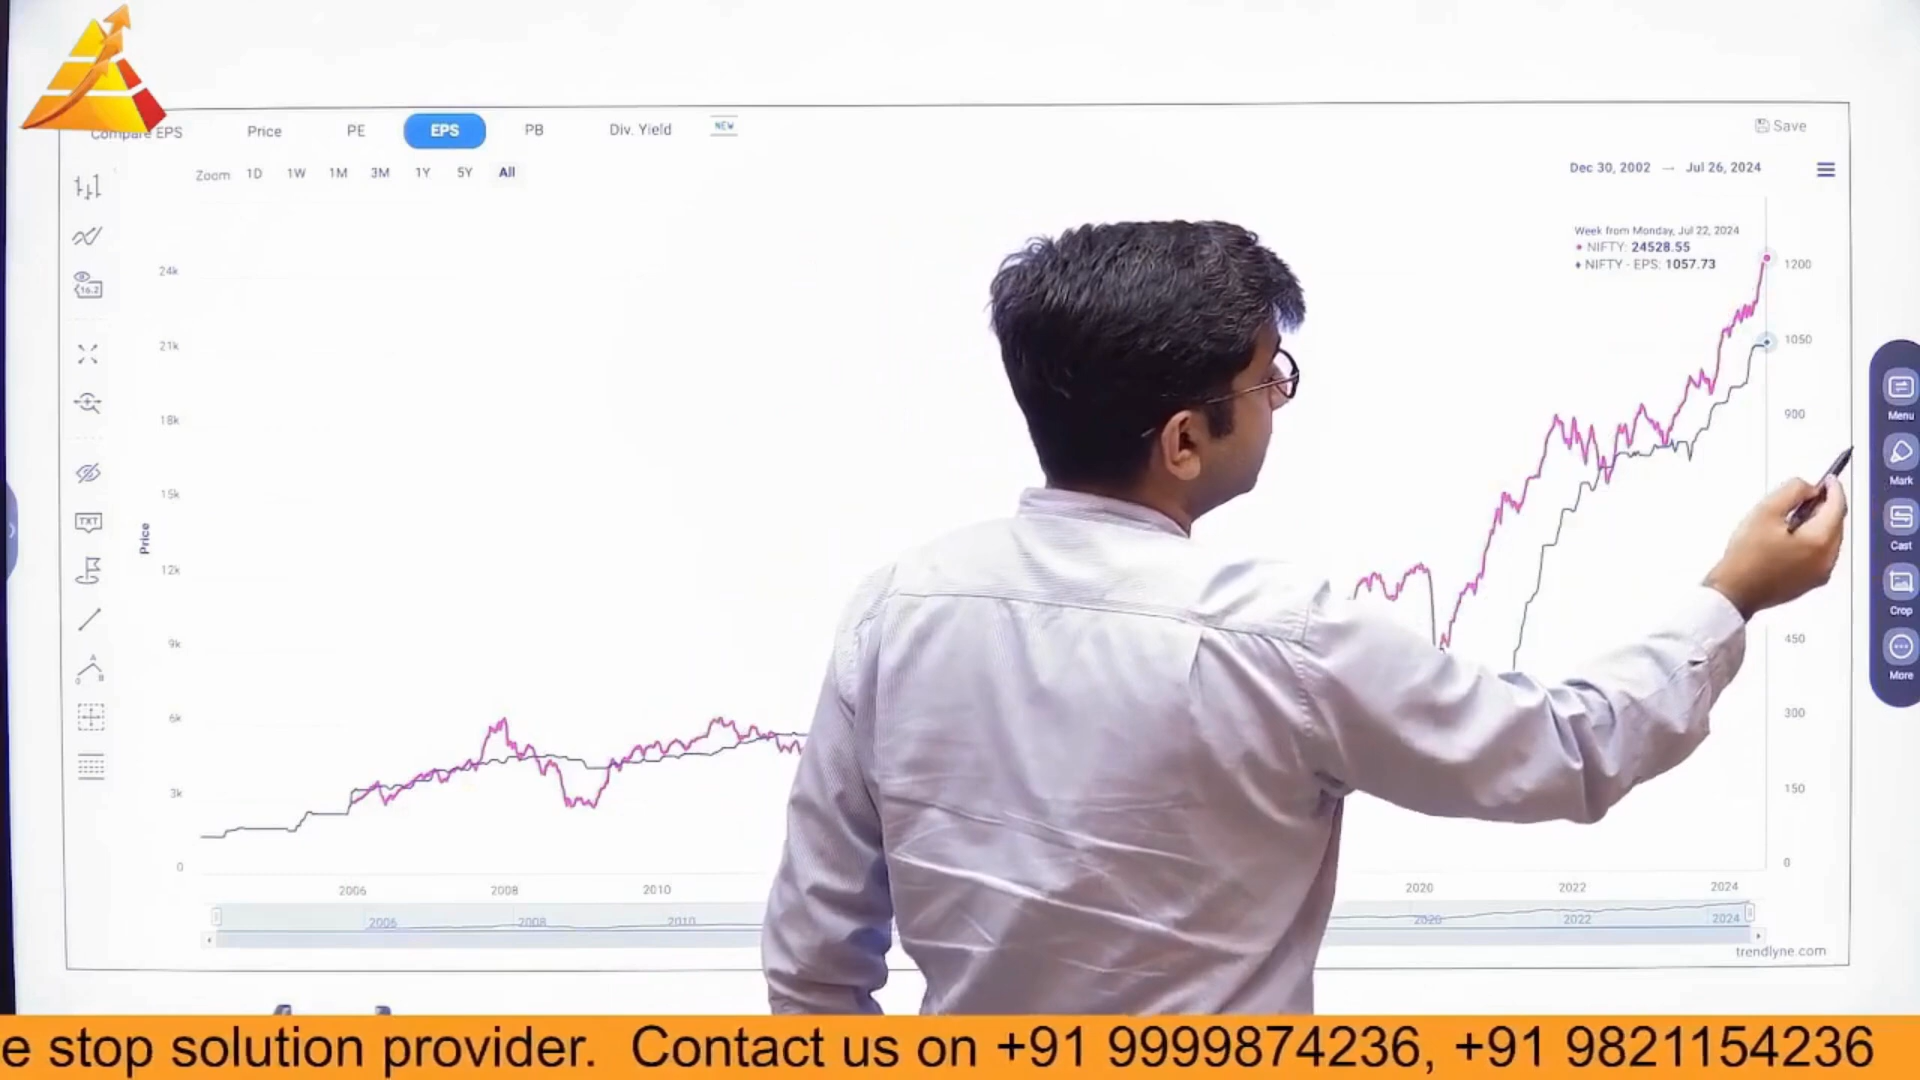 Compare EPS Price PE EPS PB Div. Yield NEW
Save
Zoom 1D 1W 1M 3M 1Y 5Y All
Dec 30, 2002 → Jul 26, 2024
Week from Monday, Jul 22, 2024
• NIFTY: 24528.55
♦ NIFTY - EPS: 1057.73
24k
21k
18k
15k
12k
9k
6k
3k
0
Price
1200
1050
900
450
300
150
0
16.2
TXT
A
0 B
Menu
Mark
Cast
Crop
More
2006 2008 2010 2020 2022 2024
2006 2008 2010 2020 2022 2024
trendlyne.com
e stop solution provider. Contact us on +91 9999874236, +91 9821154236